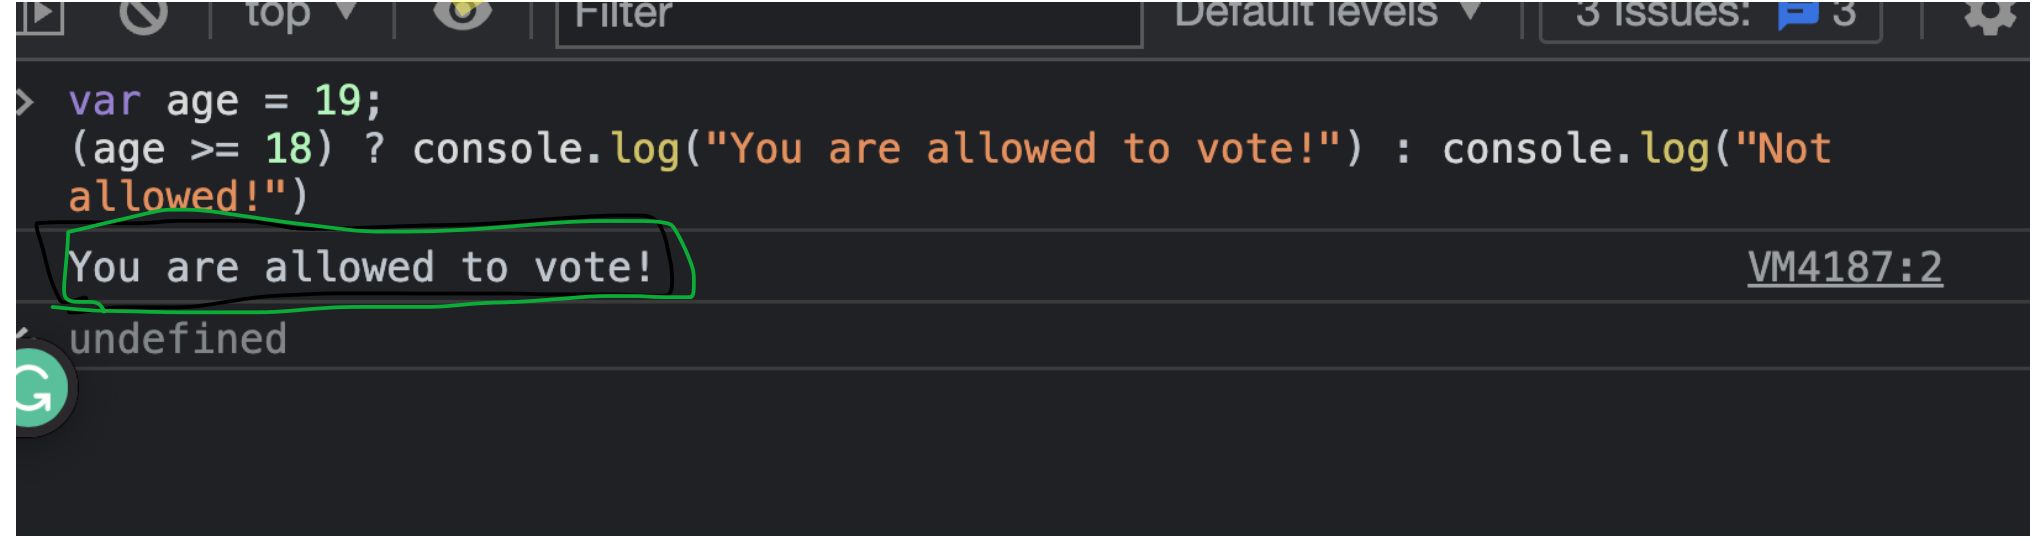 top ▼ Filter Default levels ▼ 3 Issues: 3
var age = 19;
(age >= 18) ? console.log("You are allowed to vote!") : console.log("Not
allowed!")
You are allowed to vote! VM4187:2
undefined